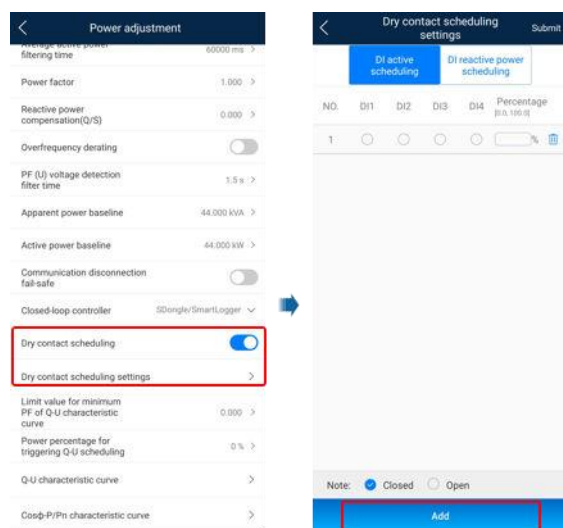 Power adjustment
Average active power
filtering time
60000 ms
Power factor
1.000
Reactive power
compensation(Q/S)
0.000
Overfrequency derating
PF (U) voltage detection
filter time
1.5 s
Apparent power baseline
44.000 kVA
Active power baseline
44.000 kW
Communication disconnection
fail-safe
Closed-loop controller
SDongle/SmartLogger
Dry contact scheduling
Dry contact scheduling settings
Limit value for minimum
PF of Q-U characteristic
curve
0.000
Power percentage for
triggering Q-U scheduling
0 %
Q-U characteristic curve
Cosф-P/Pn characteristic curve
Dry contact scheduling
settings
Submit
DI active
scheduling
DI reactive power
scheduling
NO. DI1 DI2 DI3 DI4 Percentage
[0.0, 100.0]
1 %
Note: Closed Open
Add